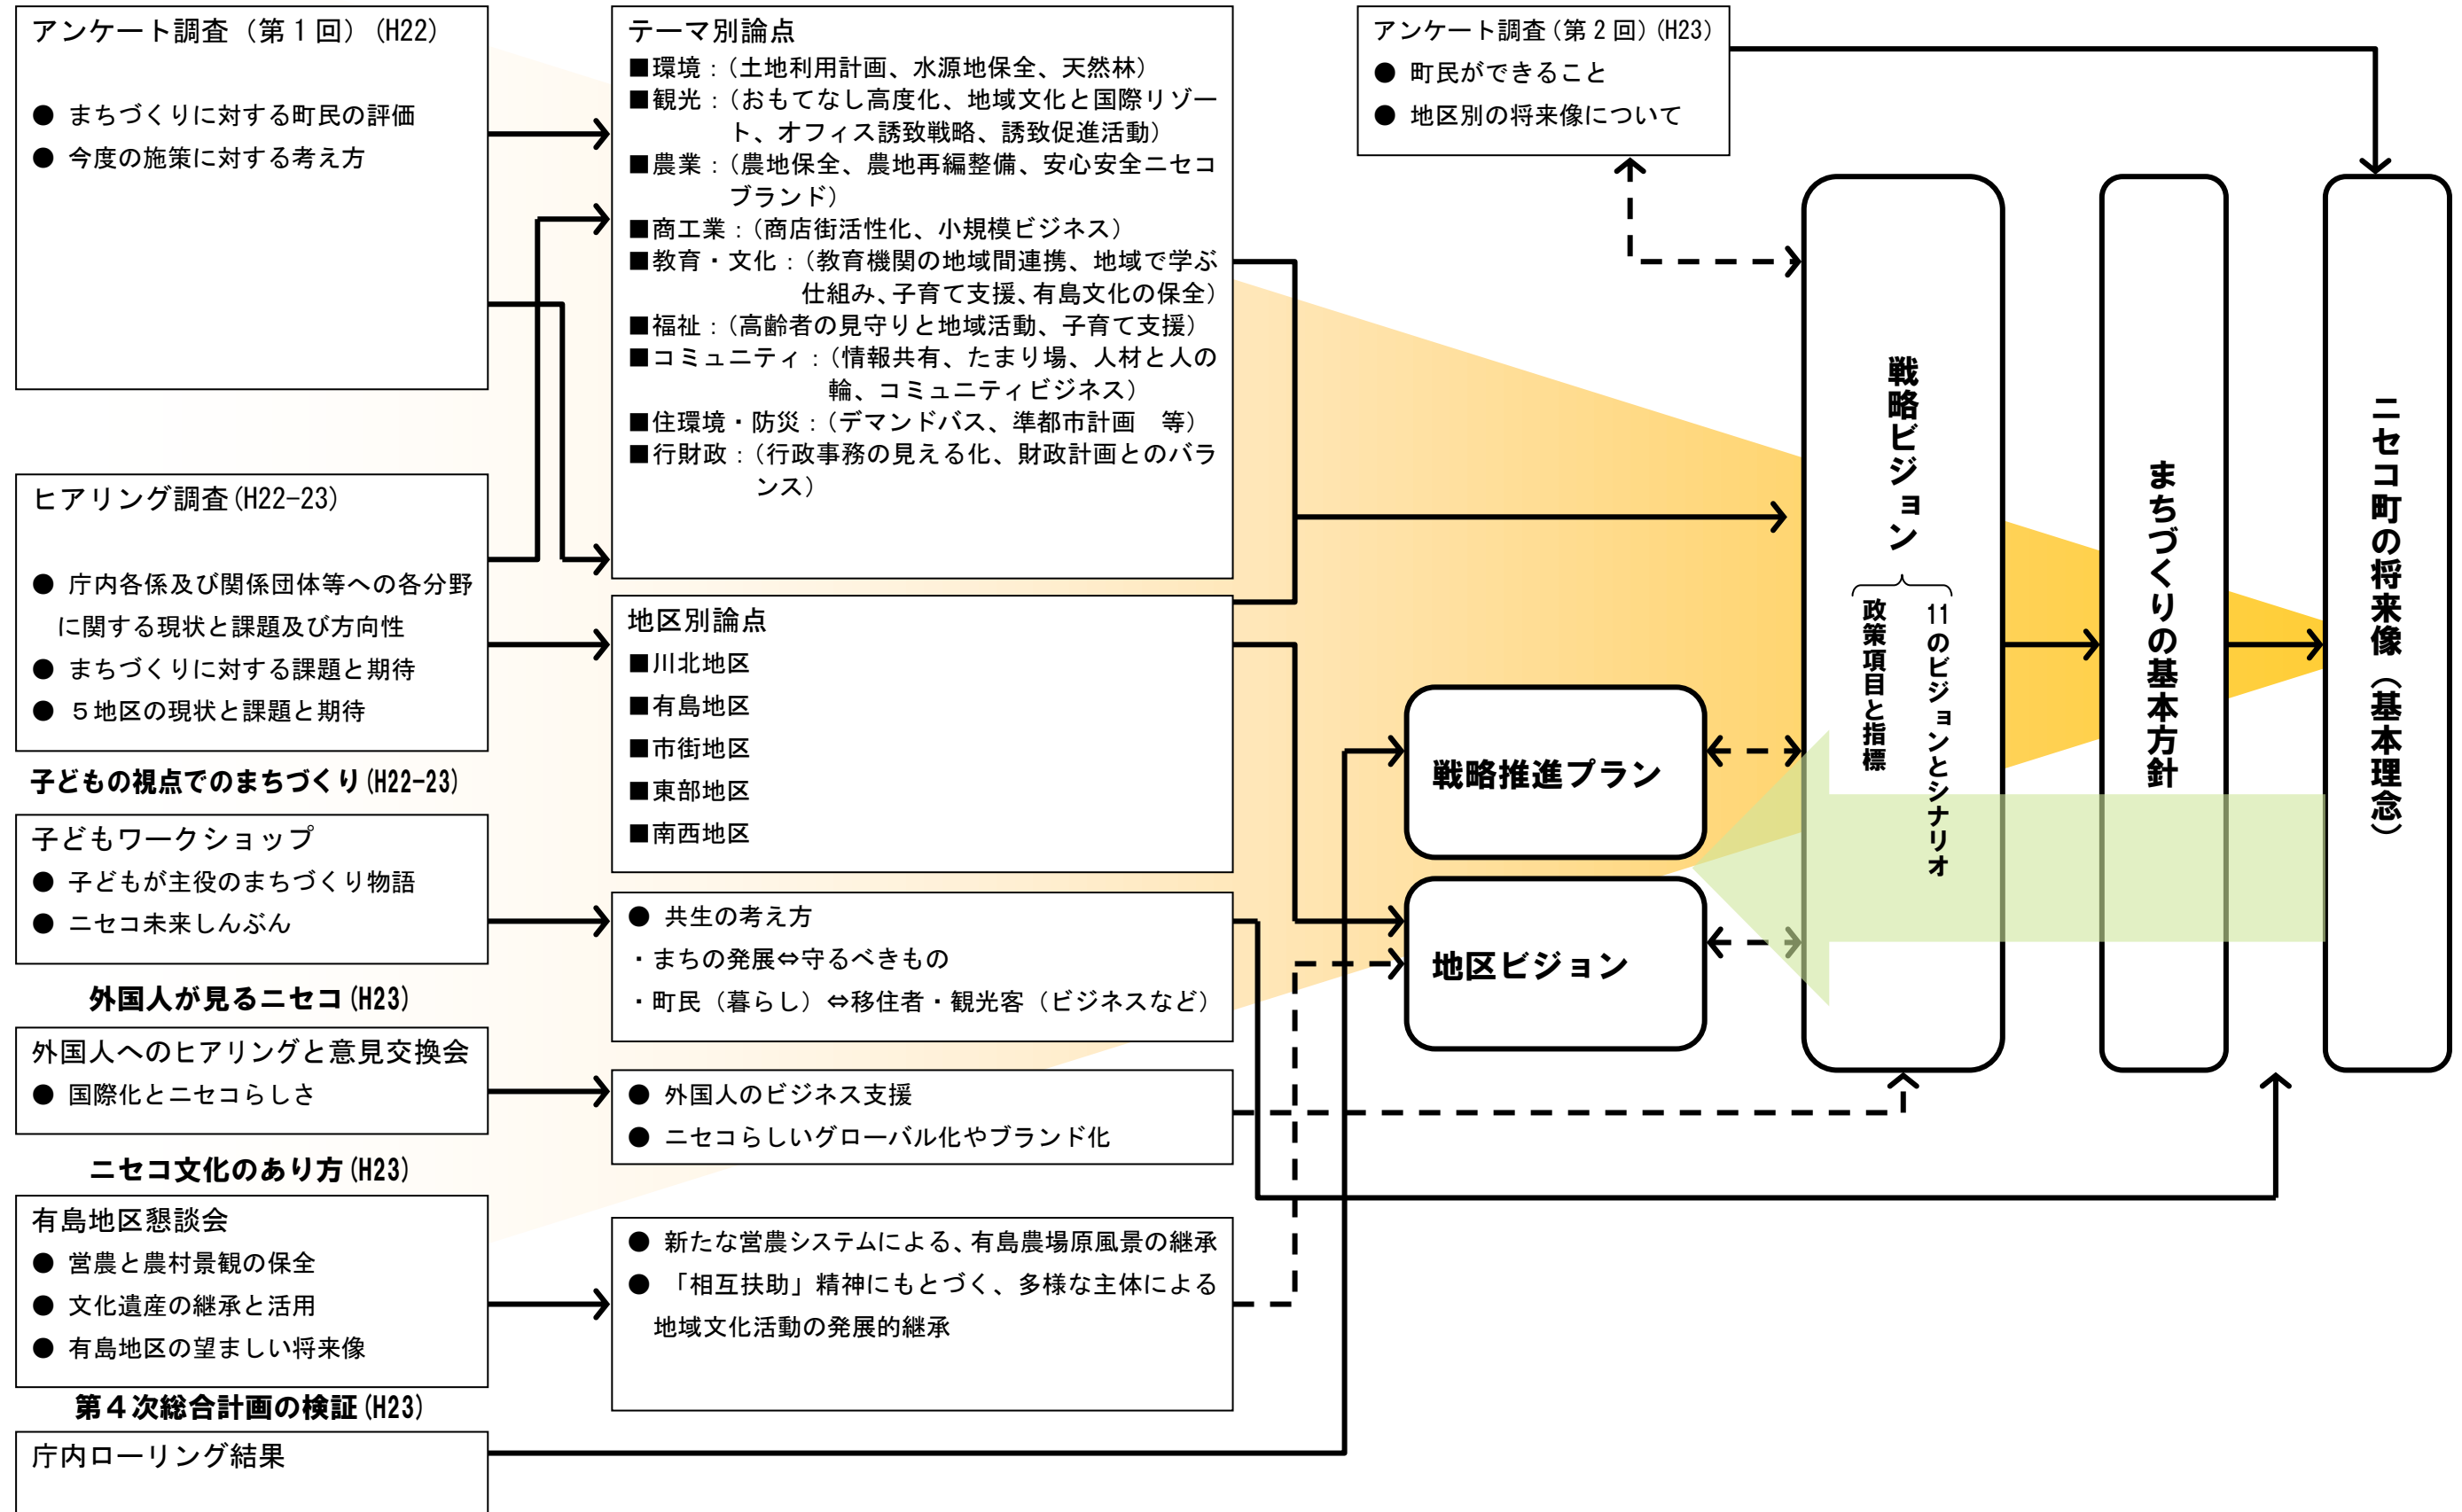 アンケート調査（第１回）(H22)
● まちづくりに対する町民の評価
● 今度の施策に対する考え方
ヒアリング調査(H22-23)
● 庁内各係及び関係団体等への各分野
に関する現状と課題及び方向性
● まちづくりに対する課題と期待
● ５地区の現状と課題と期待
子どもの視点でのまちづくり(H22-23)
子どもワークショップ
● 子どもが主役のまちづくり物語
● ニセコ未来しんぶん
外国人が見るニセコ(H23)
外国人へのヒアリングと意見交換会
● 国際化とニセコらしさ
ニセコ文化のあり方(H23)
有島地区懇談会
● 営農と農村景観の保全
● 文化遺産の継承と活用
● 有島地区の望ましい将来像
第４次総合計画の検証(H23)
庁内ローリング結果
テーマ別論点
■環境：（土地利用計画、水源地保全、天然林）
■観光：（おもてなし高度化、地域文化と国際リゾー
ト、オフィス誘致戦略、誘致促進活動）
■農業：（農地保全、農地再編整備、安心安全ニセコ
ブランド）
■商工業：（商店街活性化、小規模ビジネス）
■教育・文化：（教育機関の地域間連携、地域で学ぶ
仕組み、子育て支援、有島文化の保全）
■福祉：（高齢者の見守りと地域活動、子育て支援）
■コミュニティ：（情報共有、たまり場、人材と人の
輪、コミュニティビジネス）
■住環境・防災：（デマンドバス、準都市計画　等）
■行財政：（行政事務の見える化、財政計画とのバラ
ンス）
地区別論点
■川北地区
■有島地区
■市街地区
■東部地区
■南西地区
● 共生の考え方
・まちの発展⇔守るべきもの
・町民（暮らし）⇔移住者・観光客（ビジネスなど）
● 外国人のビジネス支援
● ニセコらしいグローバル化やブランド化
● 新たな営農システムによる、有島農場原風景の継承
● 「相互扶助」精神にもとづく、多様な主体による
地域文化活動の発展的継承
アンケート調査（第２回）(H23)
● 町民ができること
● 地区別の将来像について
戦略推進プラン
地区ビジョン
戦略ビジョン
11のビジョンとシナリオ
政策項目と指標
まちづくりの基本方針
ニセコ町の将来像（基本理念）